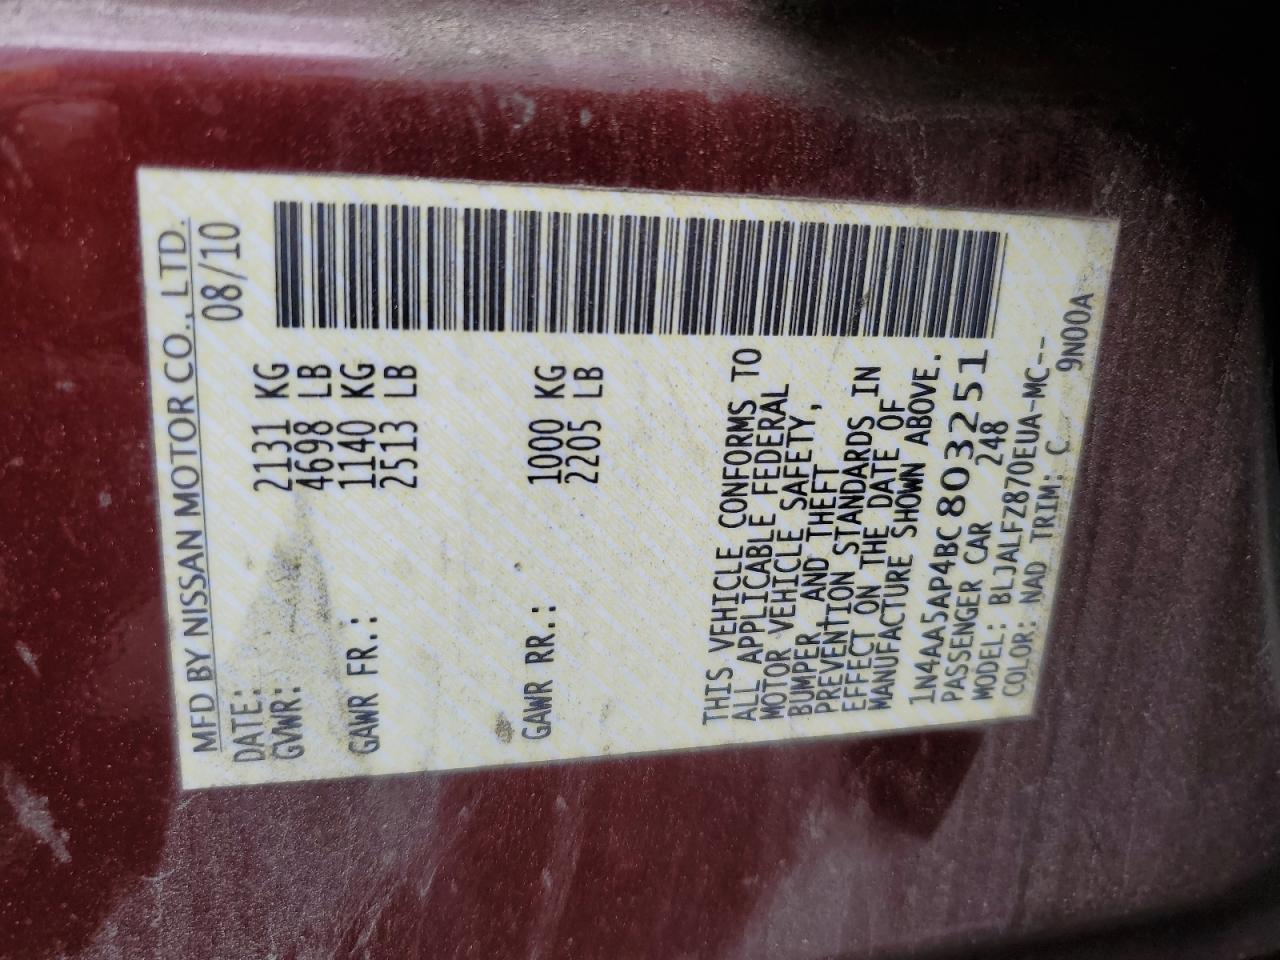 MFD BY NISSAN MOTOR CO., LTD.
DATE: 08/10
GVWR: 2131 KG
4698 LB
GAWR FR.: 1140 KG
2513 LB
GAWR RR.: 1000 KG
2205 LB
THIS VEHICLE CONFORMS TO
ALL APPLICABLE FEDERAL
MOTOR VEHICLE SAFETY,
BUMPER, AND THEFT
PREVENTION STANDARDS IN
EFFECT ON THE DATE OF
MANUFACTURE SHOWN ABOVE.
1N4AA5AP4BC803251
PASSENGER CAR 248
MODEL: BLJALFZ870EUA-MC--
COLOR: NAD TRIM: C 9N00A